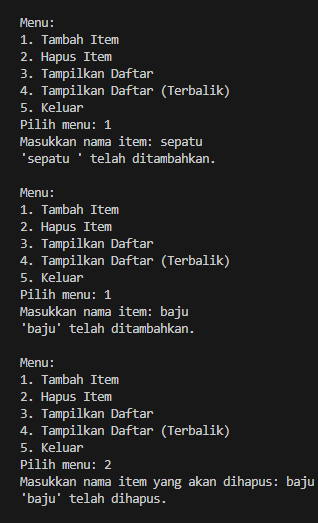 Menu:
1. Tambah Item
2. Hapus Item
3. Tampilkan Daftar
4. Tampilkan Daftar (Terbalik)
5. Keluar
Pilih menu: 1
Masukkan nama item: sepatu
'sepatu ' telah ditambahkan.

Menu:
1. Tambah Item
2. Hapus Item
3. Tampilkan Daftar
4. Tampilkan Daftar (Terbalik)
5. Keluar
Pilih menu: 1
Masukkan nama item: baju
'baju' telah ditambahkan.

Menu:
1. Tambah Item
2. Hapus Item
3. Tampilkan Daftar
4. Tampilkan Daftar (Terbalik)
5. Keluar
Pilih menu: 2
Masukkan nama item yang akan dihapus: baju
'baju' telah dihapus.